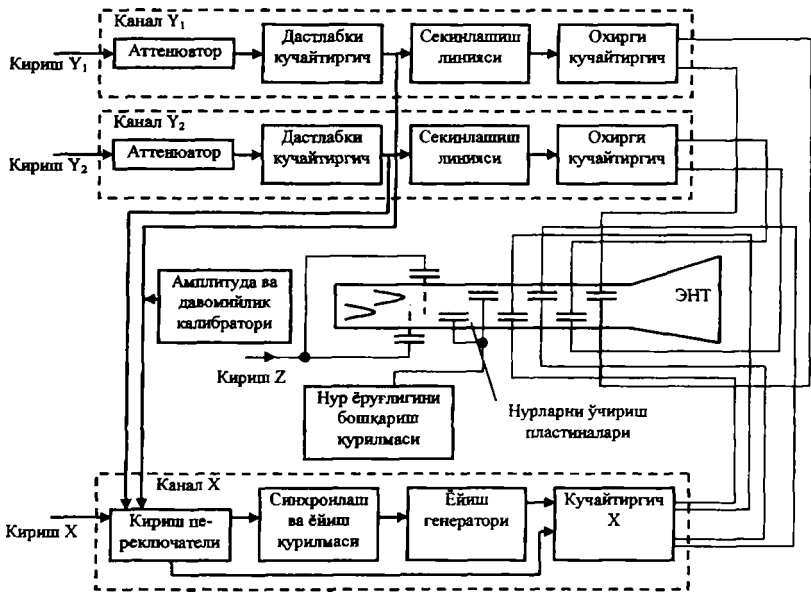 Канал Y₁
Кириш Y₁
Аттенюатор
Дастлабки
кучайтиргич
Секинлашиш
линияси
Охирги
кучайтиргич
Канал Y₂
Кириш Y₂
Аттенюатор
Дастлабки
кучайтиргич
Секинлашиш
линияси
Охирги
кучайтиргич
Амплитуда ва
давомийлик
калибратори
ЭНТ
Кириш Z
Нур ёруғлигини
бошқариш
қурилмаси
Нурларни ўчириш
пластиналари
Канал X
Кириш X
Кириш пе-
реключатели
Синхронлаш
ва ёйиш
қурилмаси
Ёйиш
генератори
Кучайтиргич
X